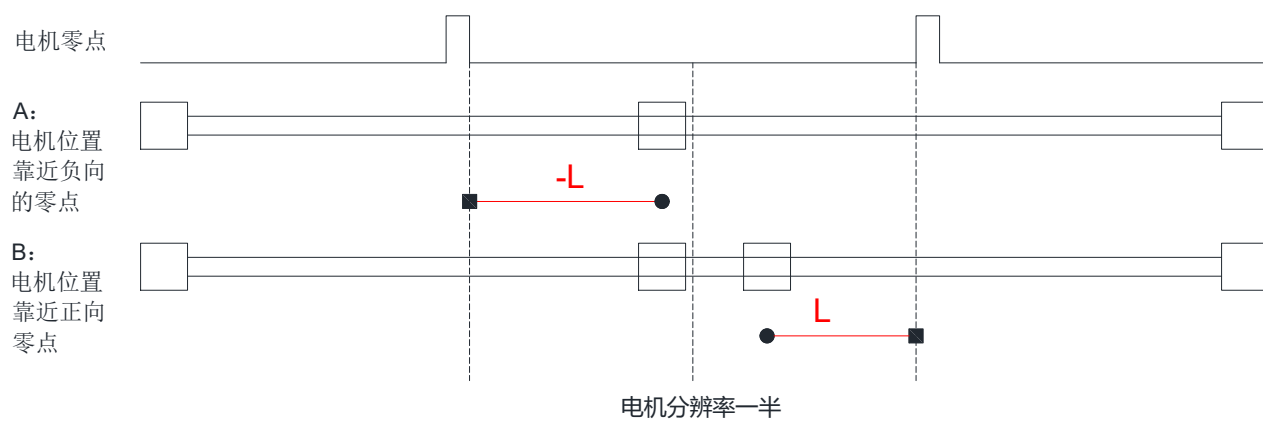 电机零点
A：
电机位置
靠近负向
的零点
-L
B：
电机位置
靠近正向
零点
L
电机分辨率一半